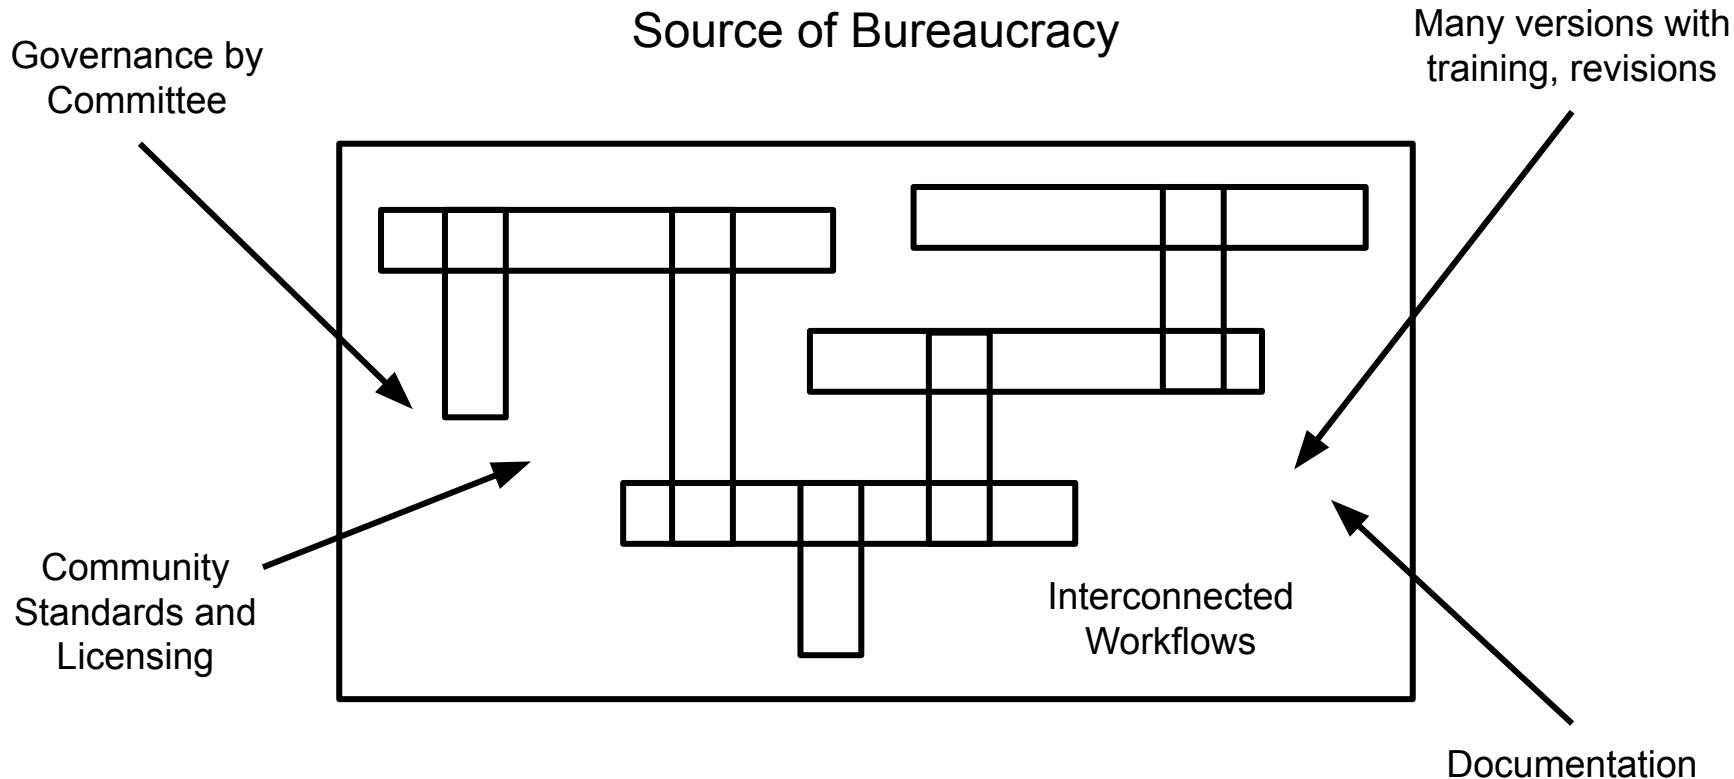 Source of Bureaucracy
Governance by
Committee
Many versions with
training, revisions
Community
Standards and
Licensing
Interconnected
Workflows
Documentation